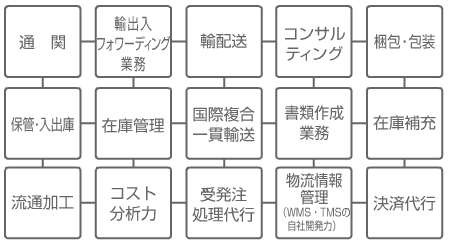 通 関
輸出入
フォワーディング
業務
輸配送
コンサル
ティング
梱包・包装
保管・入出庫
在庫管理
国際複合
一貫輸送
書類作成
業務
在庫補充
流通加工
コスト
分析力
受発注
処理代行
物流情報
管理
(WMS・TMSの
自社開発力)
決済代行